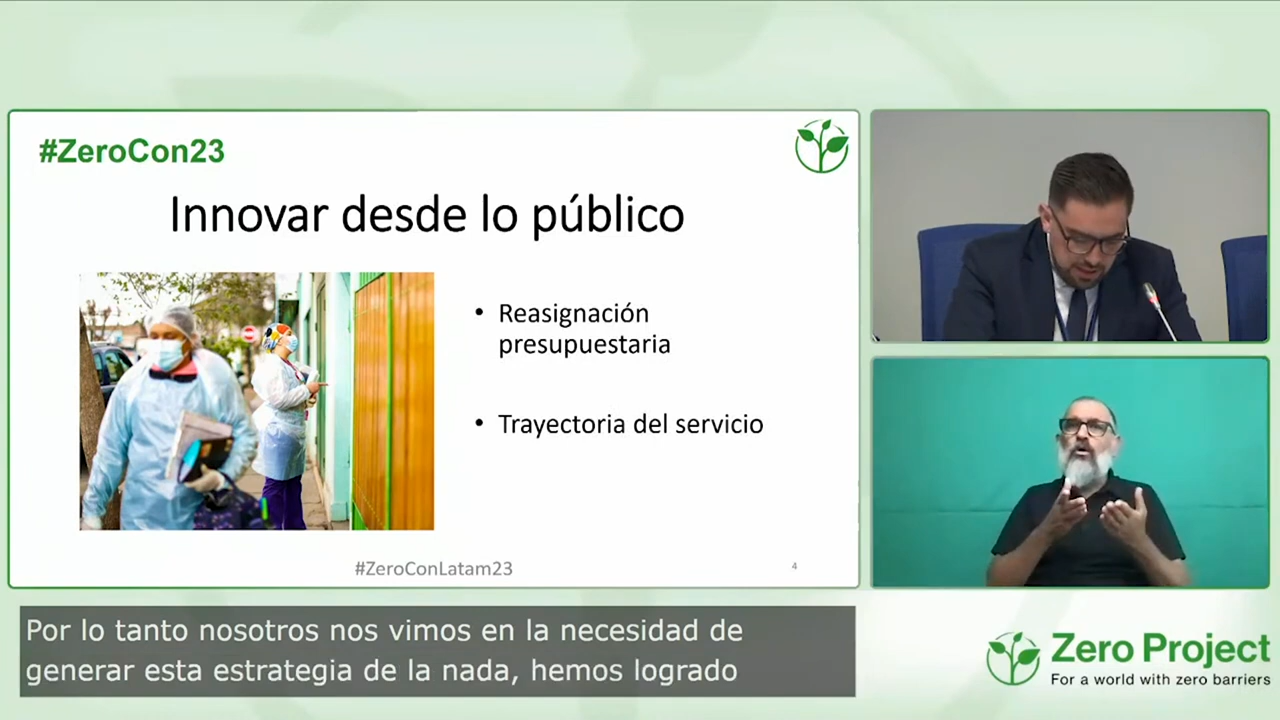 #ZeroCon23
Innovar desde lo público
• Reasignación
presupuestaria
• Trayectoria del servicio
#ZeroConLatam23
4
Por lo tanto nosotros nos vimos en la necesidad de
generar esta estrategia de la nada, hemos logrado
Zero Project
For a world with zero barriers